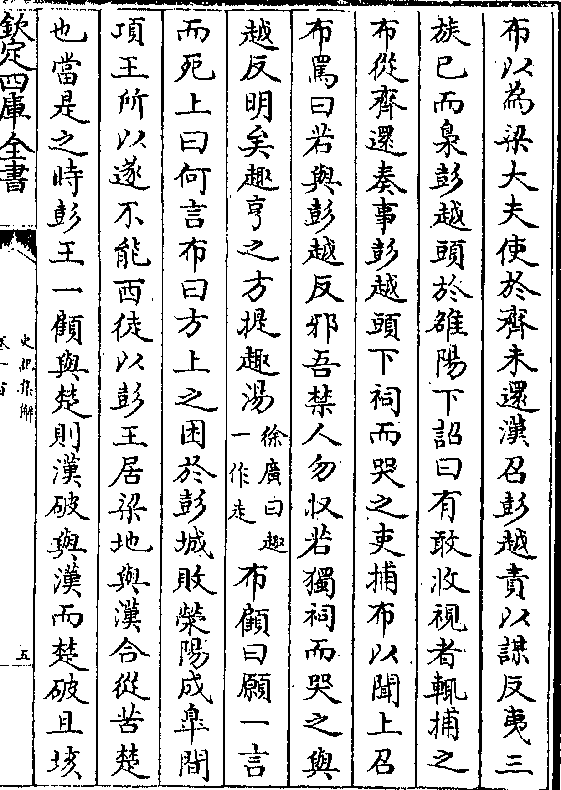 布以為梁大夫使於齊未還漢召彭越責以謀反夷三
族已而梟彭越頭於雒陽下詔曰有敢收視者輒捕之
布從齊還奏事彭越頭下祠而哭之吏捕布以聞上召
布罵曰若與彭越反邪吾禁人勿収若獨祠而哭之與
越反明矣趣亨之方提趣湯徐廣曰趣一作走布顧曰願一言
而死上曰何言布曰方上之困於彭城敗滎陽成臯間
項王所以遂不能西徒以彭王居梁地與漢合從苦楚
也當是之時彭王一顧與楚則漢破與漢而楚破且垓
欽定四庫全書
史記集解
卷一百
五